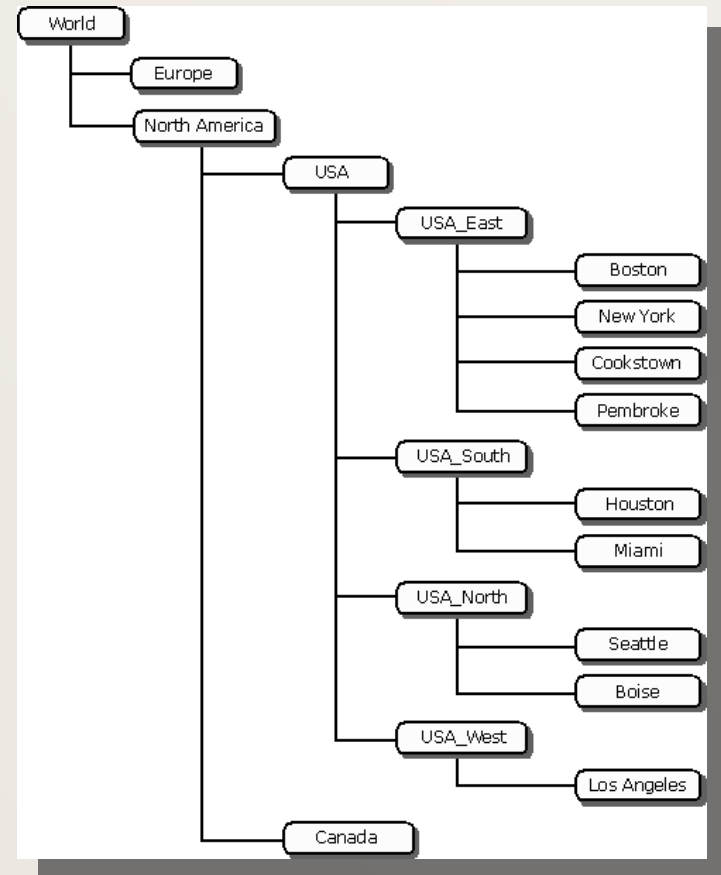 World
Europe
North America
USA
USA_East
Boston
New York
Cookstown
Pembroke
USA_South
Houston
Miami
USA_North
Seattle
Boise
USA_West
Los Angeles
Canada